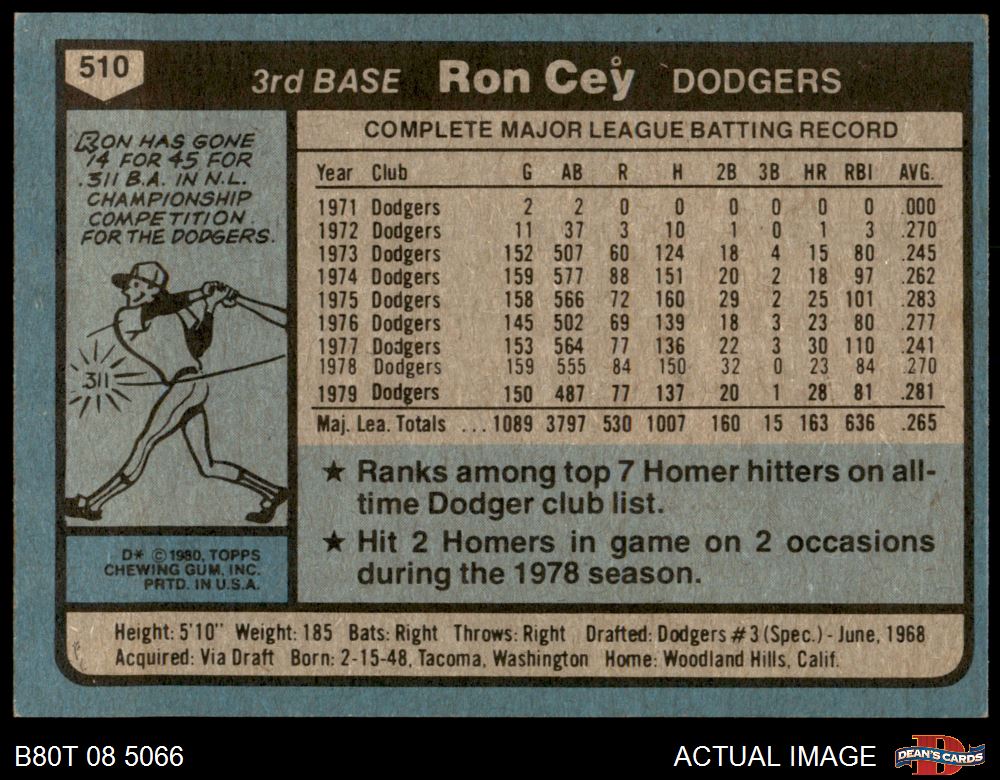 510
3rd BASE Ron Cey DODGERS
RON HAS GONE
14 FOR 45 FOR
.311 B.A. IN N.L.
CHAMPIONSHIP
COMPETITION
FOR THE DODGERS.
311
D* © 1980, TOPPS
CHEWING GUM, INC.
PRTD. IN U.S.A.
COMPLETE MAJOR LEAGUE BATTING RECORD
Year Club G AB R H 2B 3B HR RBI AVG.
1971 Dodgers 2 2 0 0 0 0 0 0 .000
1972 Dodgers 11 37 3 10 1 0 1 3 .270
1973 Dodgers 152 507 60 124 18 4 15 80 .245
1974 Dodgers 159 577 88 151 20 2 18 97 .262
1975 Dodgers 158 566 72 160 29 2 25 101 .283
1976 Dodgers 145 502 69 139 18 3 23 80 .277
1977 Dodgers 153 564 77 136 22 3 30 110 .241
1978 Dodgers 159 555 84 150 32 0 23 84 .270
1979 Dodgers 150 487 77 137 20 1 28 81 .281
Maj. Lea. Totals ... 1089 3797 530 1007 160 15 163 636 .265
★ Ranks among top 7 Homer hitters on all-
time Dodger club list.
★ Hit 2 Homers in game on 2 occasions
during the 1978 season.
Height: 5'10" Weight: 185 Bats: Right Throws: Right Drafted: Dodgers #3 (Spec.) - June, 1968
Acquired: Via Draft Born: 2-15-48, Tacoma, Washington Home: Woodland Hills, Calif.
B80T 08 5066
ACTUAL IMAGE
D
DEAN'S CARDS